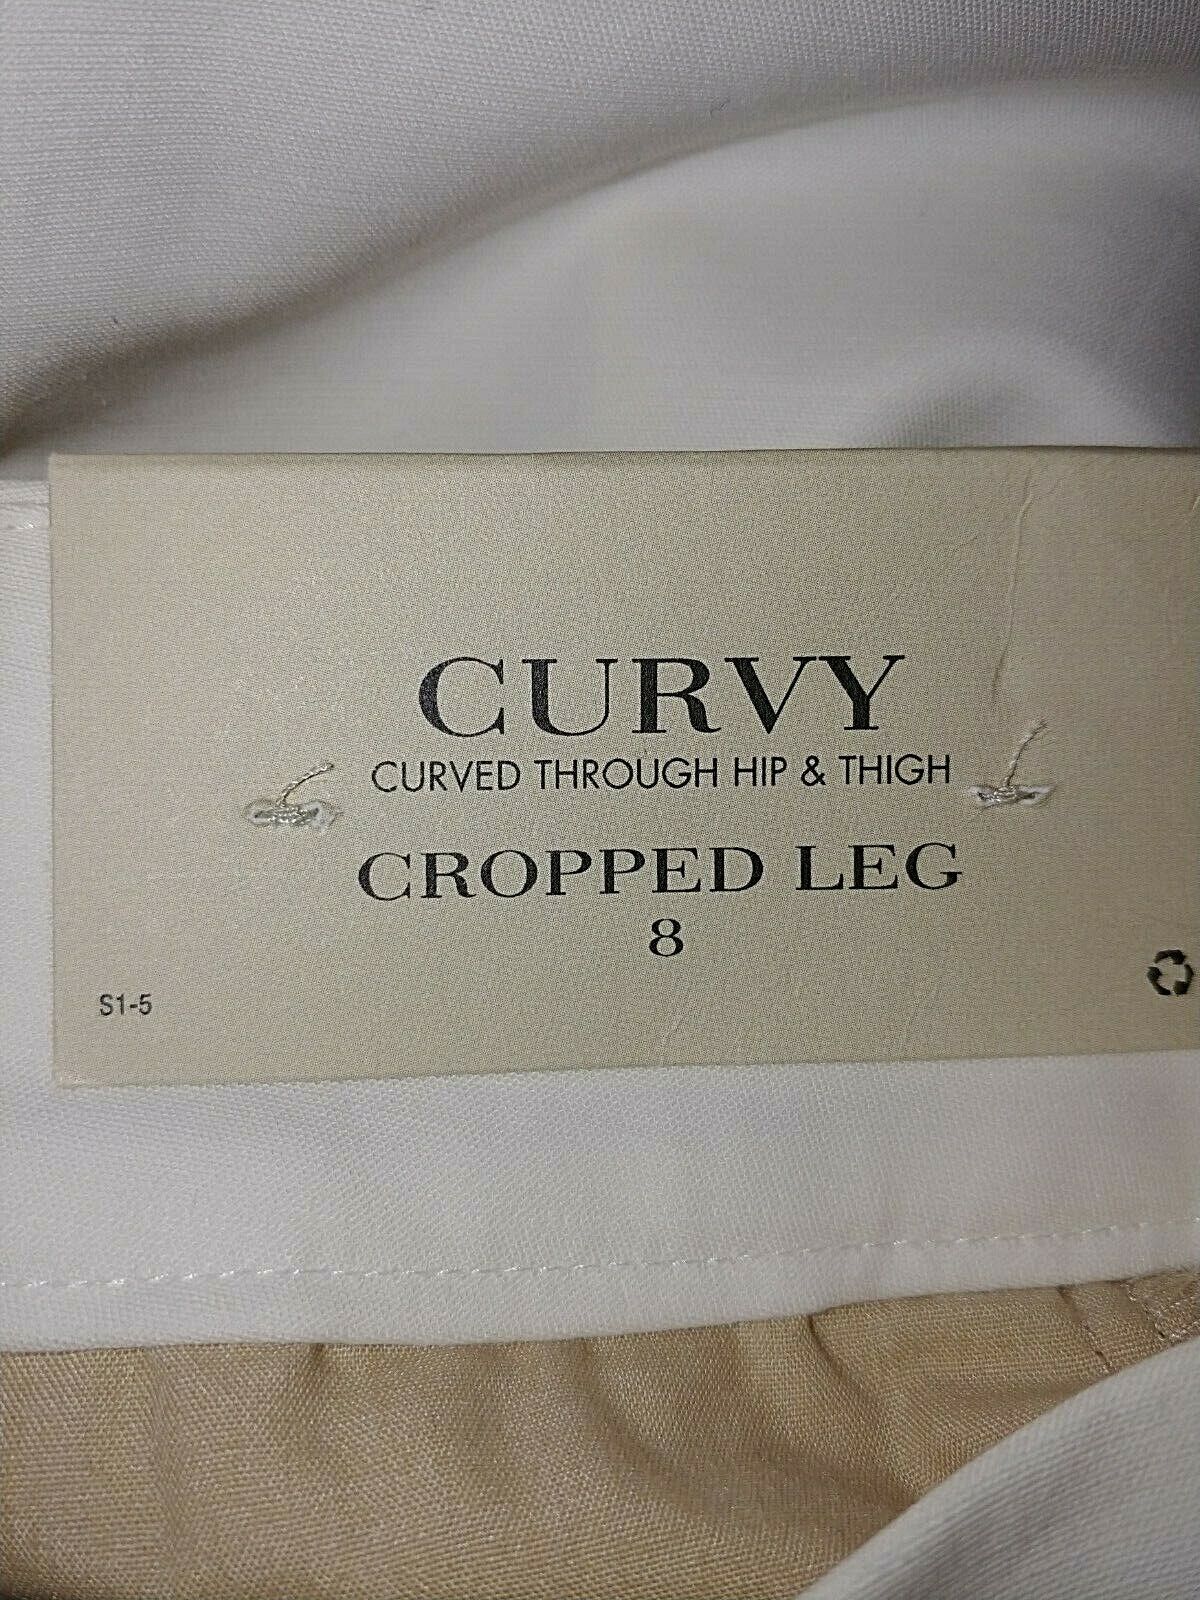 CURVY
CURVED THROUGH HIP & THIGH
CROPPED LEG
8
S1-5